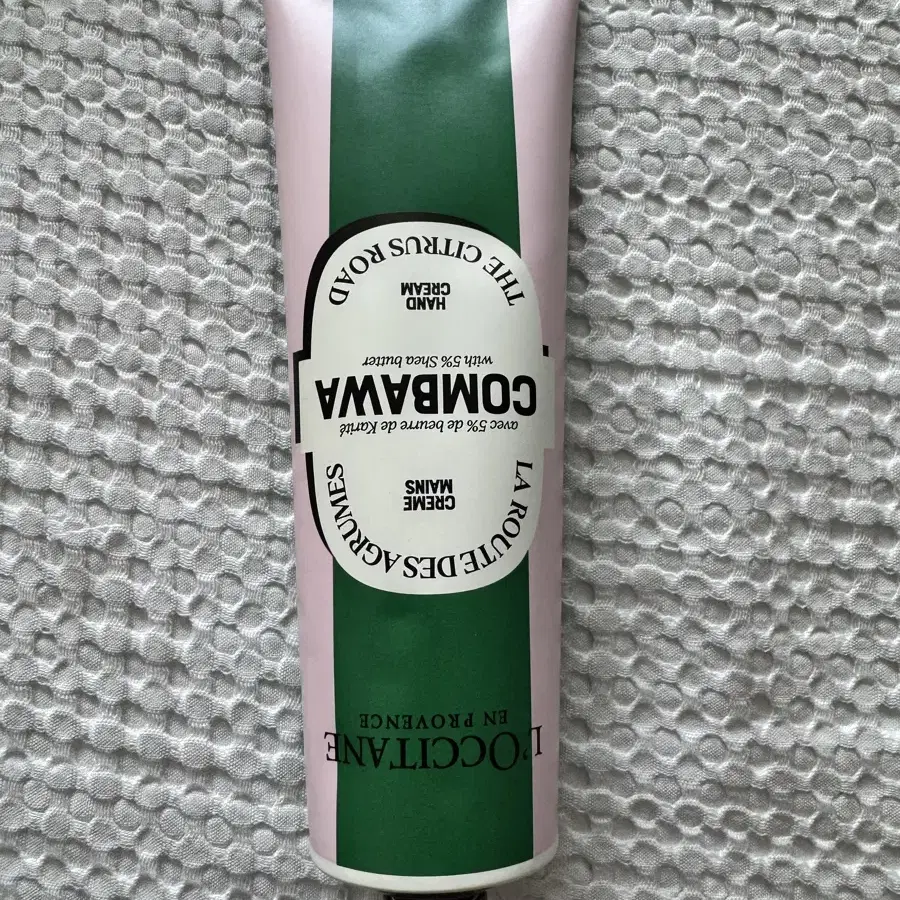 L'OCCITANE
EN PROVENCE
LA ROUTE DES AGRUMES
CREME
MAINS
avec 5% de beurre de Karité
COMBAWA
with 5% Shea butter
HAND
CREAM
THE CITRUS ROAD